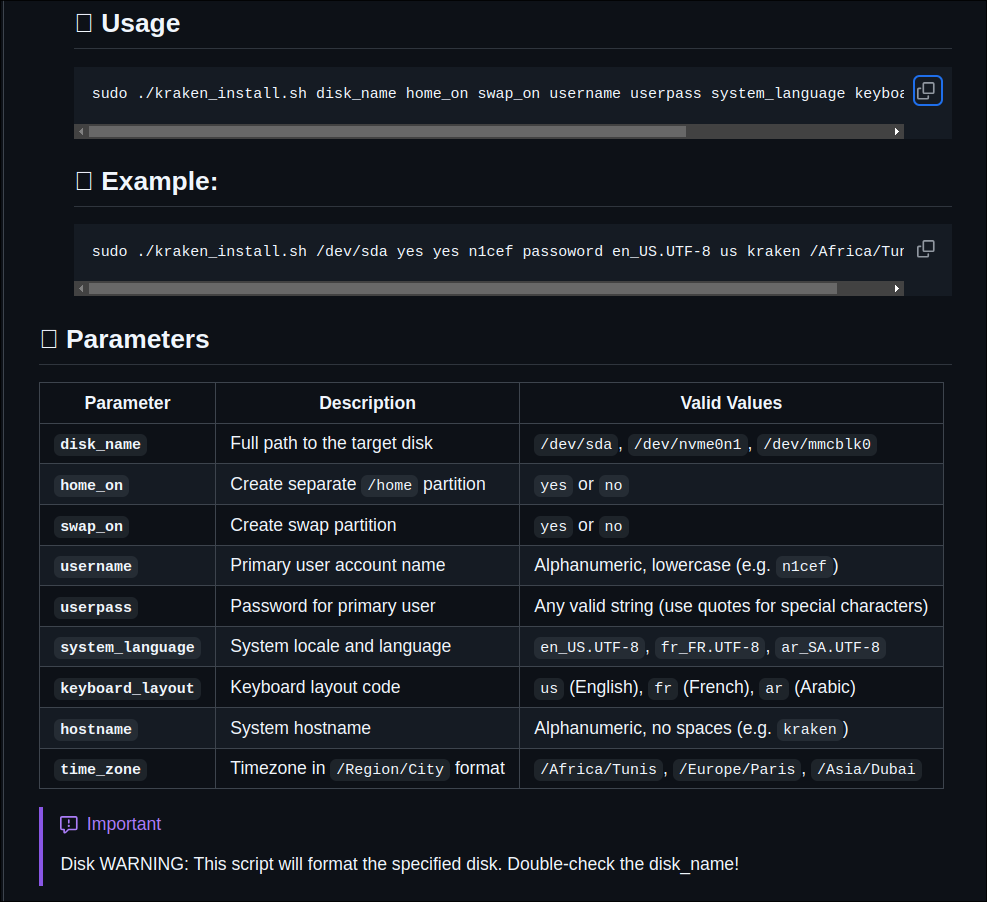 Usage
sudo ./kraken_install.sh disk_name home_on swap_on username userpass system_language keyboa
Example:
sudo ./kraken_install.sh /dev/sda yes yes n1cef passoword en_US.UTF-8 us kraken /Africa/Tun
Parameters
Parameter Description Valid Values
disk_name Full path to the target disk /dev/sda, /dev/nvme0n1, /dev/mmcblk0
home_on Create separate /home partition yes or no
swap_on Create swap partition yes or no
username Primary user account name Alphanumeric, lowercase (e.g. n1cef)
userpass Password for primary user Any valid string (use quotes for special characters)
system_language System locale and language en_US.UTF-8, fr_FR.UTF-8, ar_SA.UTF-8
keyboard_layout Keyboard layout code us (English), fr (French), ar (Arabic)
hostname System hostname Alphanumeric, no spaces (e.g. kraken)
time_zone Timezone in /Region/City format /Africa/Tunis, /Europe/Paris, /Asia/Dubai
Important
Disk WARNING: This script will format the specified disk. Double-check the disk_name!